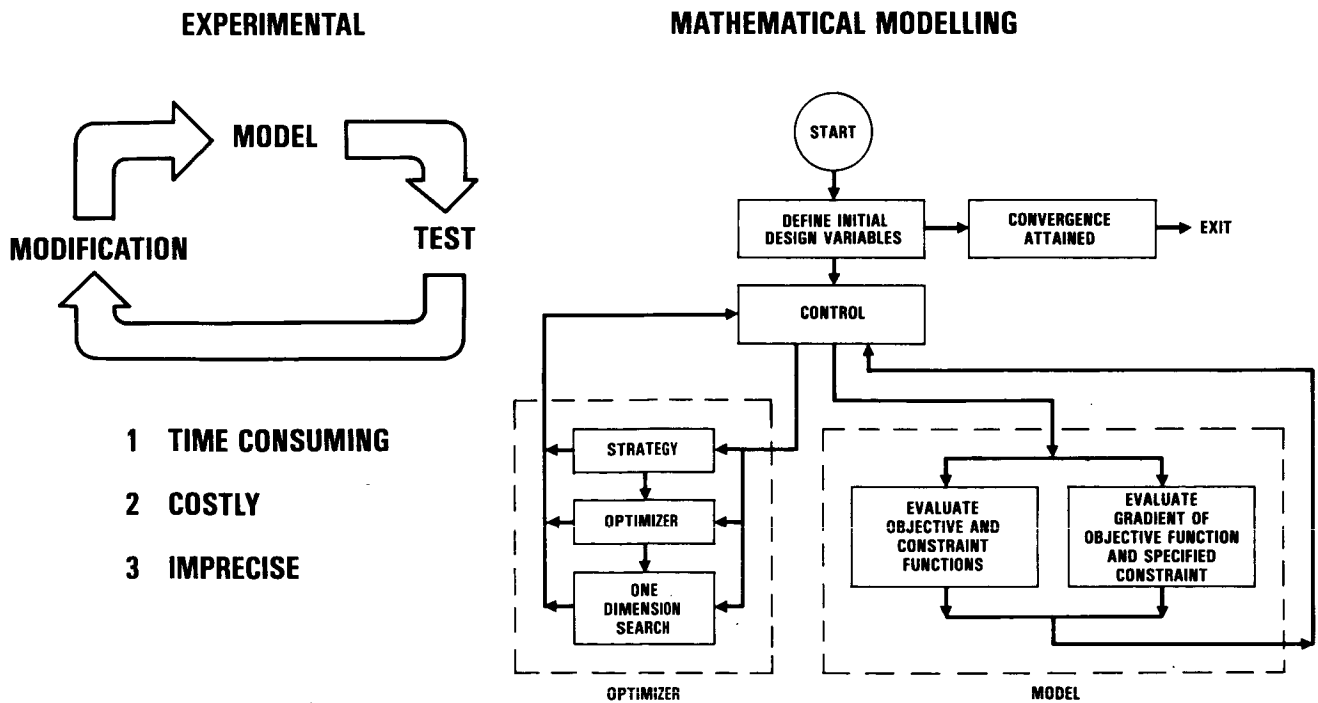 EXPERIMENTAL
MODEL
TEST
MODIFICATION
1 TIME CONSUMING
2 COSTLY
3 IMPRECISE
MATHEMATICAL MODELLING
START
DEFINE INITIAL
DESIGN VARIABLES
CONVERGENCE
ATTAINED
EXIT
CONTROL
STRATEGY
OPTIMIZER
ONE
DIMENSION
SEARCH
OPTIMIZER
EVALUATE
OBJECTIVE AND
CONSTRAINT
FUNCTIONS
EVALUATE
GRADIENT OF
OBJECTIVE FUNCTION
AND SPECIFIED
CONSTRAINT
MODEL